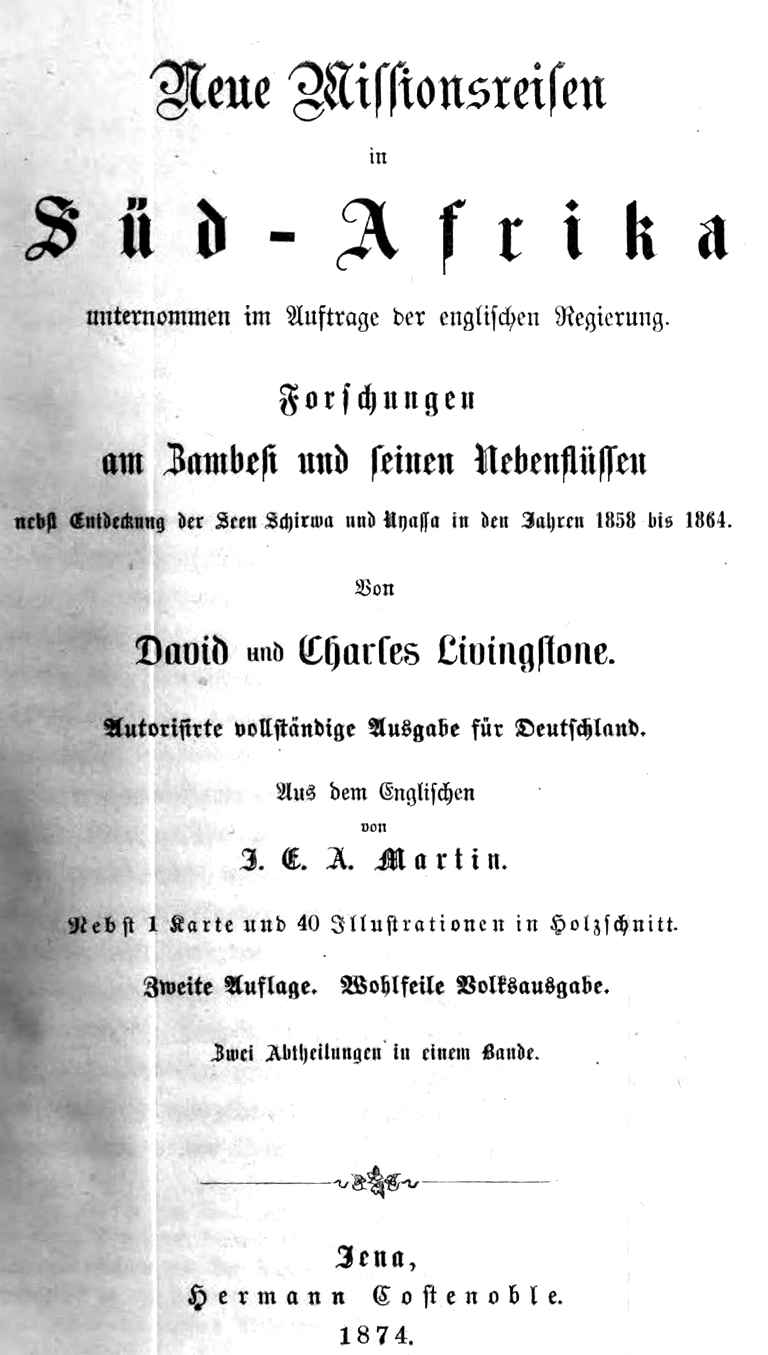 Neue Missionsreisen
in
Süd-Afrika
unternommen im Auftrage der englischen Regierung.
Forschungen
am Zambesi und seinen Nebenflüssen
nebst Entdeckung der Seen Schirwa und Nyassa in den Jahren 1858 bis 1864.
Von
David und Charles Livingstone.
Autorisirte vollständige Ausgabe für Deutschland.
Aus dem Englischen
von
J. E. A. Martin.
Nebst 1 Karte und 40 Illustrationen in Holzschnitt.
Zweite Auflage. Wohlfeile Volksausgabe.
Zwei Abtheilungen in einem Bande.
Jena,
Hermann Costenoble.
1874.